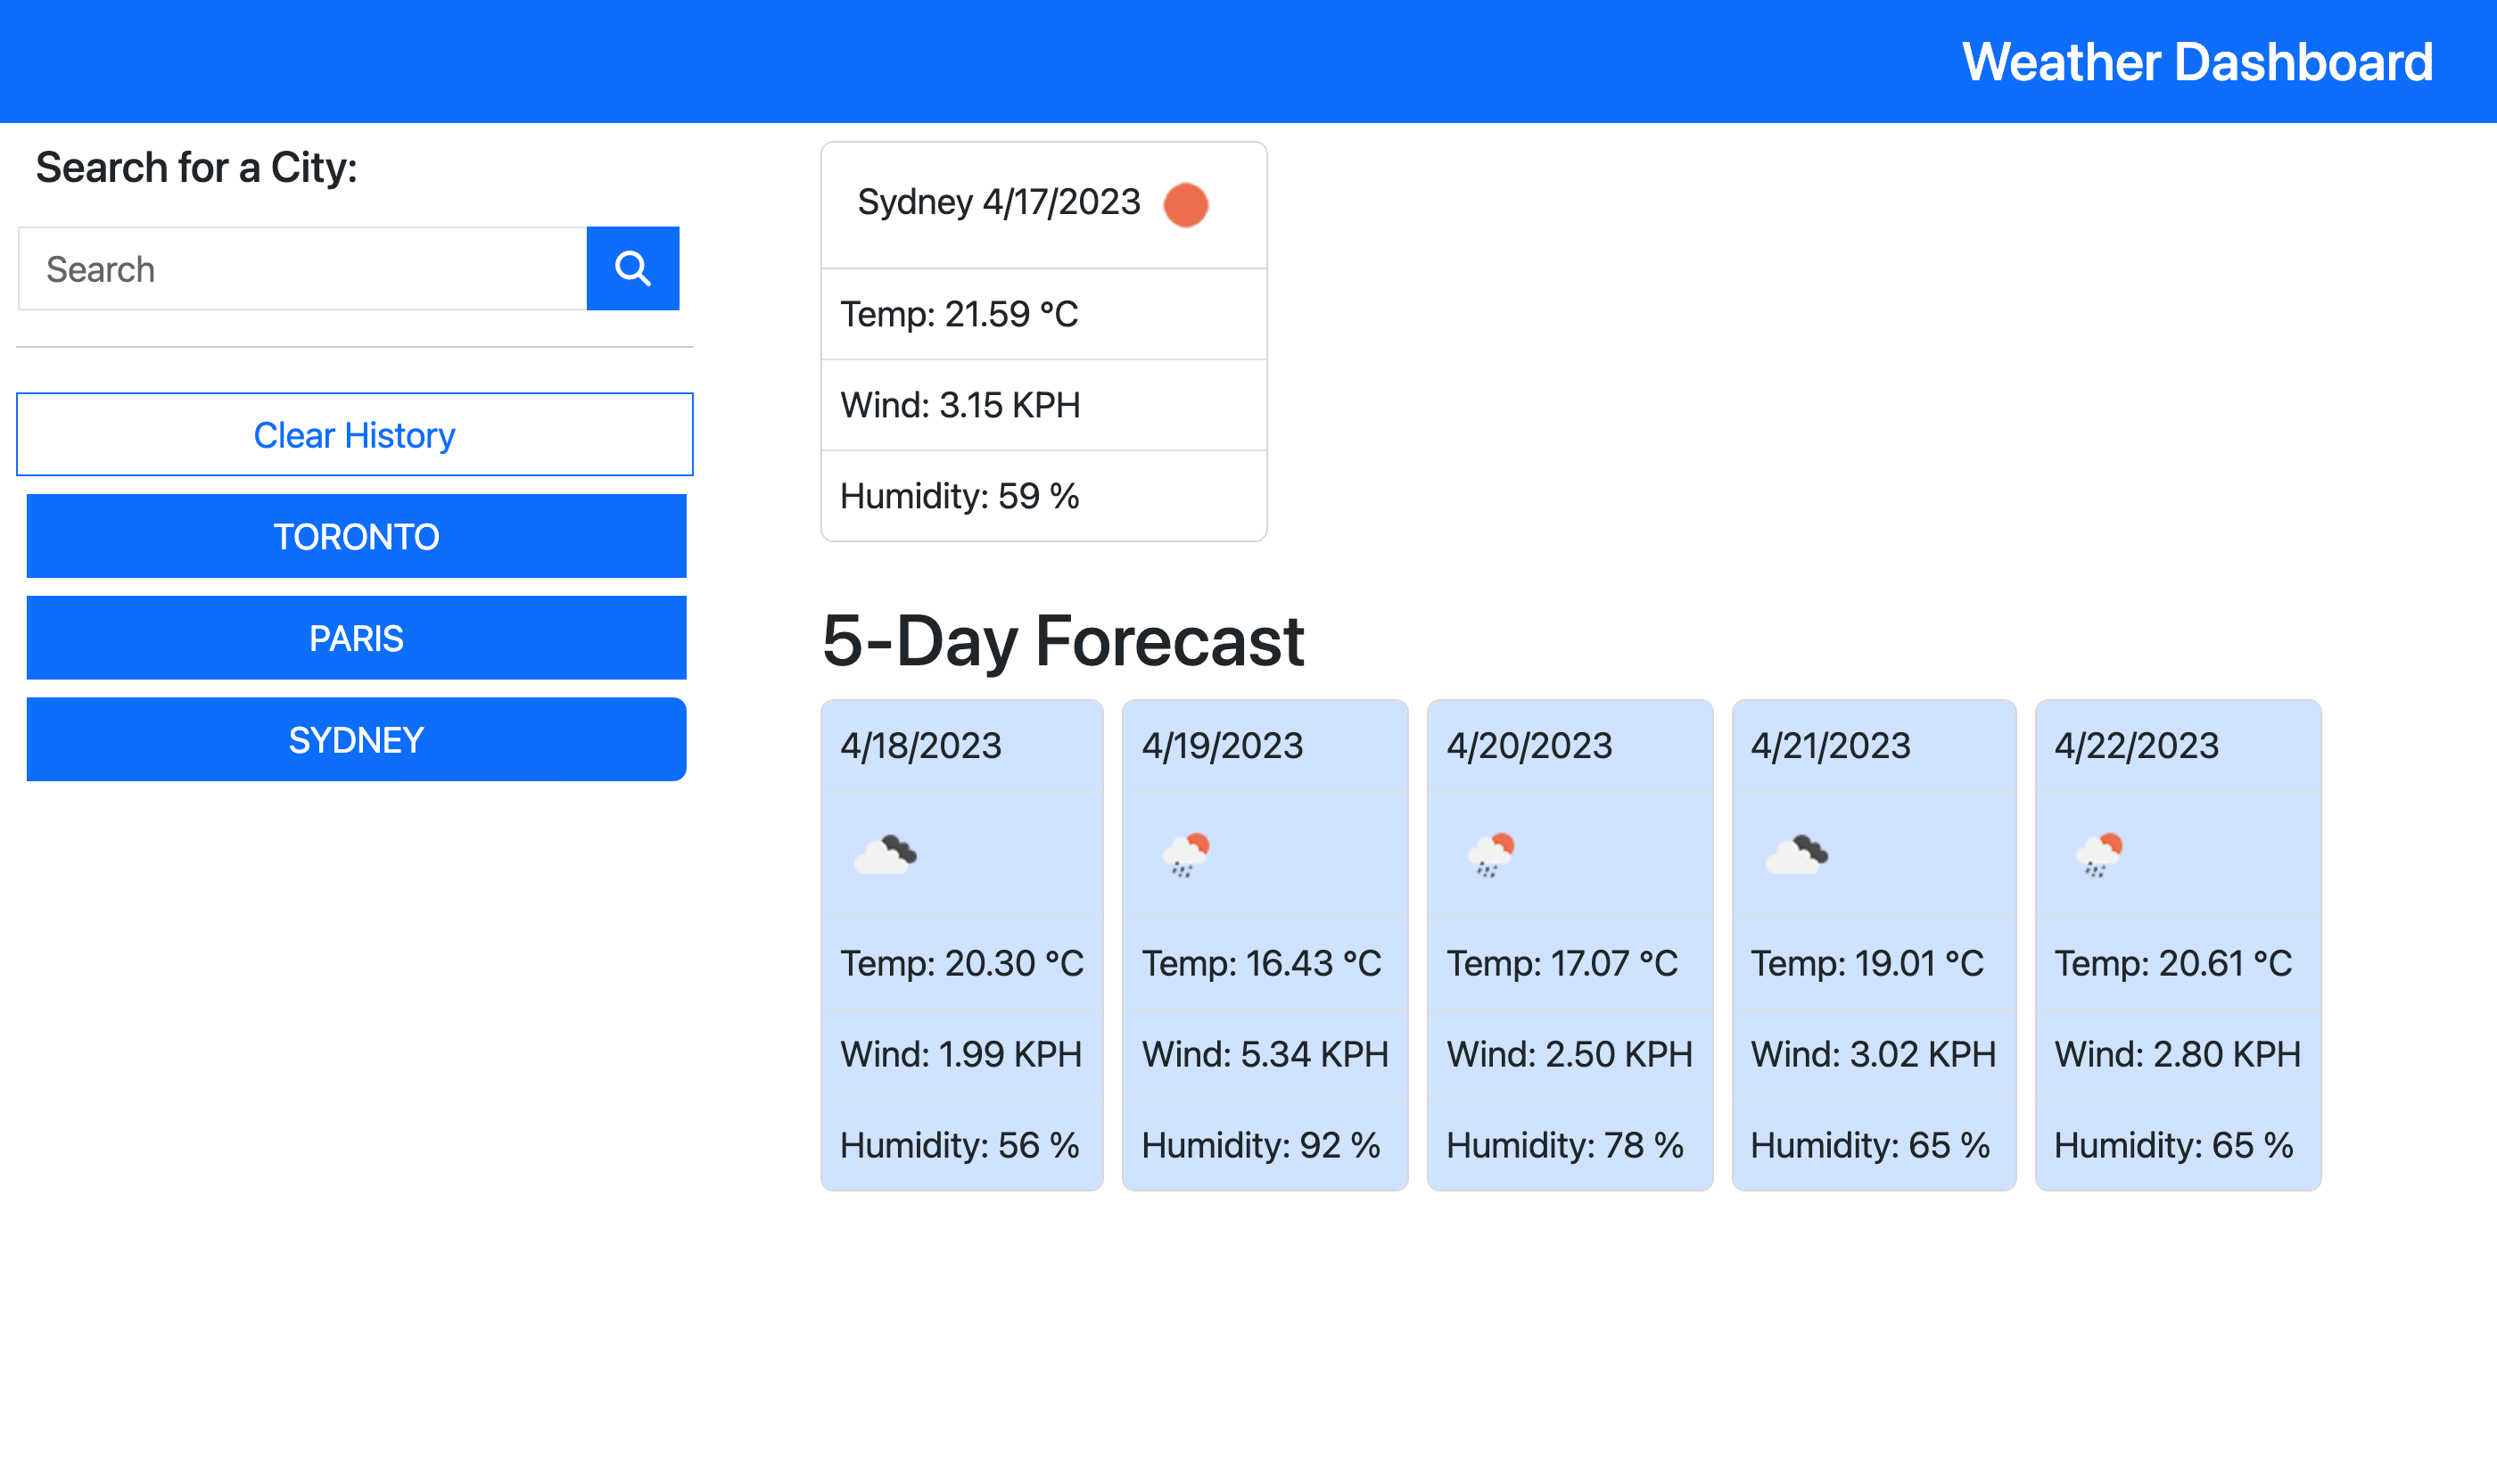 Weather Dashboard
Search for a City:
Search
Clear History
TORONTO
PARIS
SYDNEY
Sydney 4/17/2023
Temp: 21.59 °C
Wind: 3.15 KPH
Humidity: 59 %
5-Day Forecast
4/18/2023
Temp: 20.30 °C
Wind: 1.99 KPH
Humidity: 56 %
4/19/2023
Temp: 16.43 °C
Wind: 5.34 KPH
Humidity: 92 %
4/20/2023
Temp: 17.07 °C
Wind: 2.50 KPH
Humidity: 78 %
4/21/2023
Temp: 19.01 °C
Wind: 3.02 KPH
Humidity: 65 %
4/22/2023
Temp: 20.61 °C
Wind: 2.80 KPH
Humidity: 65 %